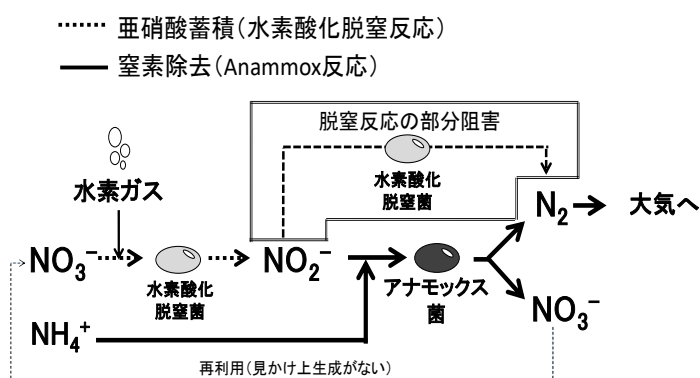 亜硝酸蓄積(水素酸化脱窒反応)
窒素除去(Anammox反応)
脱窒反応の部分阻害
水素ガス
水素酸化
脱窒菌
N₂
大気へ
NO₃⁻
水素酸化
脱窒菌
NO₂⁻
アナモックス
菌
NO₃⁻
NH₄⁺
再利用(見かけ上生成がない)